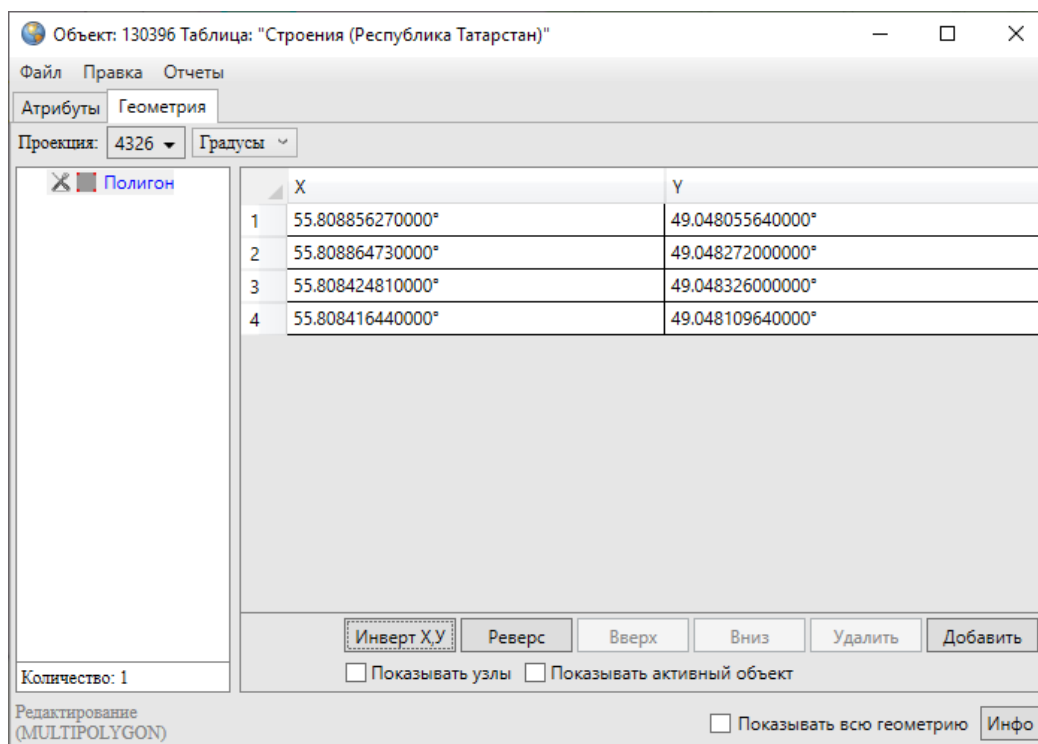 Объект: 130396 Таблица: "Строения (Республика Татарстан)"
Файл Правка Отчеты
Атрибуты Геометрия
Проекция: 4326 Градусы
Полигон
X Y
1 55.808856270000° 49.048055640000°
2 55.808864730000° 49.048272000000°
3 55.808424810000° 49.048326000000°
4 55.808416440000° 49.048109640000°
Инверт X,У Реверс Вверх Вниз Удалить Добавить
Показывать узлы Показывать активный объект
Количество: 1
Редактирование
(MULTIPOLYGON)
Показывать всю геометрию Инфо